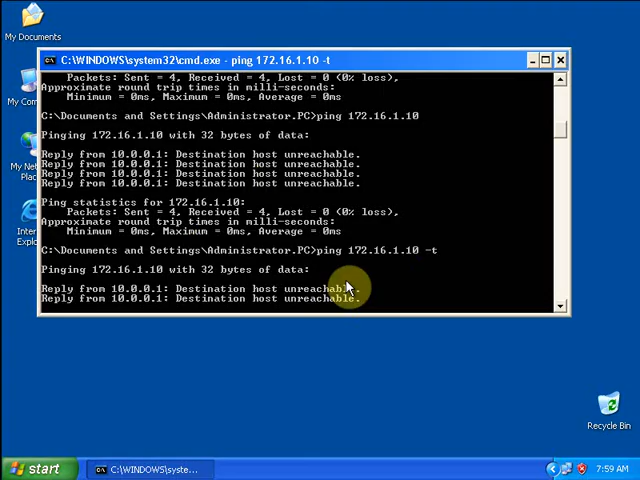 My Documents
C:\WINDOWS\system32\cmd.exe - ping 172.16.1.10 -t
Packets: Sent = 4, Received = 4, Lost = 0 (0% loss),
Approximate round trip times in milli-seconds:
Minimum = 0ms, Maximum = 0ms, Average = 0ms
C:\Documents and Settings\Administrator.PC>ping 172.16.1.10
Pinging 172.16.1.10 with 32 bytes of data:
Reply from 10.0.0.1: Destination host unreachable.
Reply from 10.0.0.1: Destination host unreachable.
Reply from 10.0.0.1: Destination host unreachable.
Reply from 10.0.0.1: Destination host unreachable.
Ping statistics for 172.16.1.10:
Packets: Sent = 4, Received = 4, Lost = 0 (0% loss),
Approximate round trip times in milli-seconds:
Minimum = 0ms, Maximum = 0ms, Average = 0ms
C:\Documents and Settings\Administrator.PC>ping 172.16.1.10 -t
Pinging 172.16.1.10 with 32 bytes of data:
Reply from 10.0.0.1: Destination host unreachable.
Reply from 10.0.0.1: Destination host unreachable.
My Com
My Ne
Place
Inter
Ex
Recycle Bin
start
C:\WINDOWS\syste...
7:59 AM